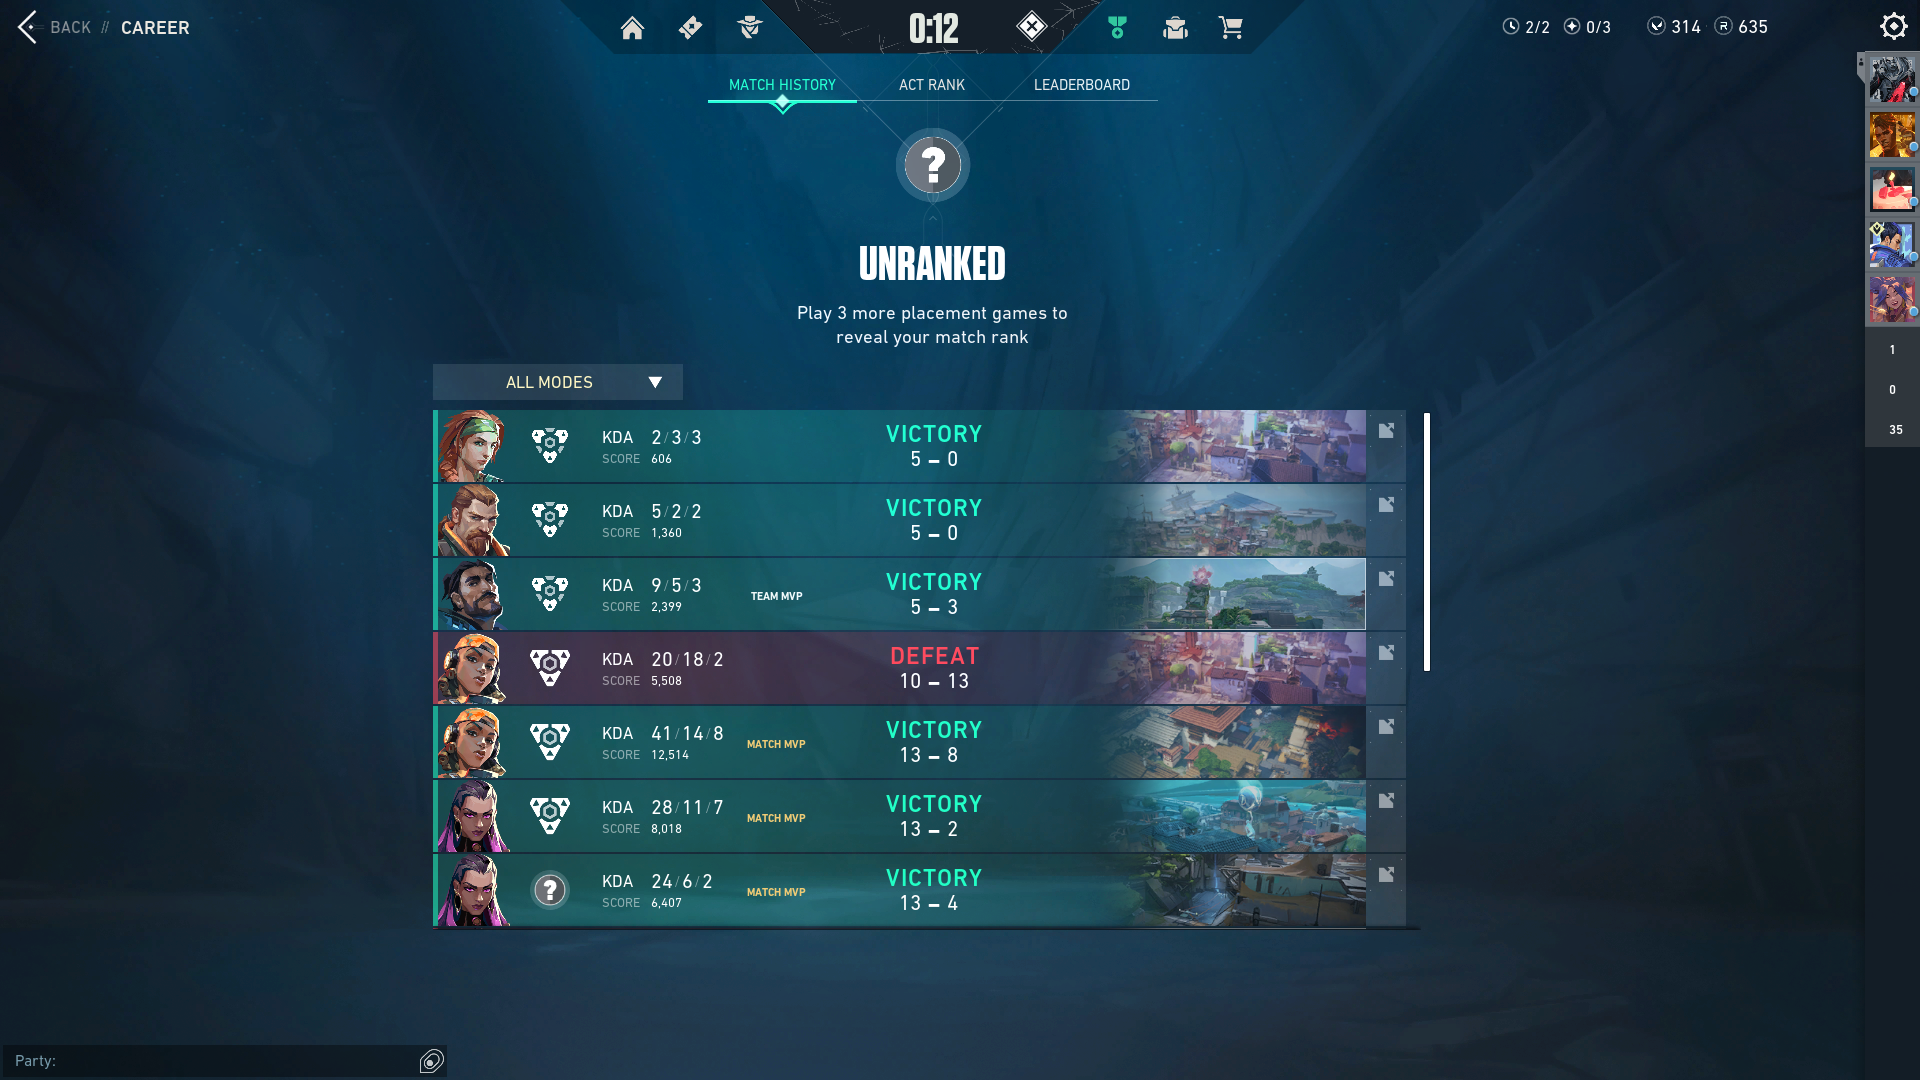 BACK // CAREER
0:12
2/2 0/3 314 R 635
MATCH HISTORY ACT RANK LEADERBOARD
?
UNRANKED
Play 3 more placement games to
reveal your match rank
ALL MODES
KDA 2/3/3
SCORE 606
VICTORY
5 – 0
KDA 5/2/2
SCORE 1,360
VICTORY
5 – 0
KDA 9/5/3
SCORE 2,399
TEAM MVP
VICTORY
5 – 3
KDA 20/18/2
SCORE 5,508
DEFEAT
10 – 13
KDA 41/14/8
SCORE 12,514
MATCH MVP
VICTORY
13 – 8
KDA 28/11/7
SCORE 8,018
MATCH MVP
VICTORY
13 – 2
?
KDA 24/6/2
SCORE 6,407
MATCH MVP
VICTORY
13 – 4
1
0
35
Party: